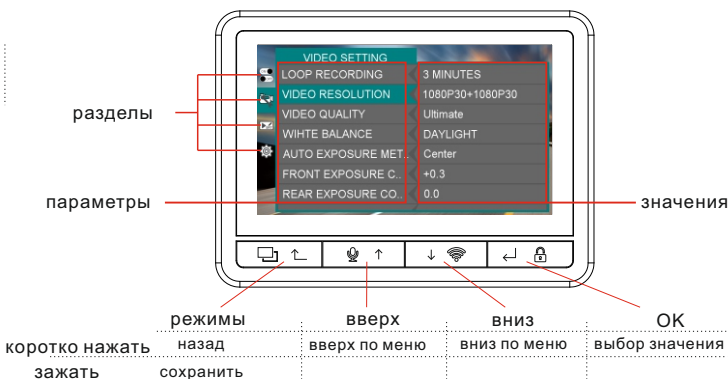 VIDEO SETTING
LOOP RECORDING 3 MINUTES
VIDEO RESOLUTION 1080P30+1080P30
VIDEO QUALITY Ultimate
WIHTE BALANCE DAYLIGHT
AUTO EXPOSURE MET.. Center
FRONT EXPOSURE C.. +0.3
REAR EXPOSURE CO.. 0.0
разделы
параметры
значения
режимы вверх вниз OK
коротко нажать назад вверх по меню вниз по меню выбор значения
зажать сохранить